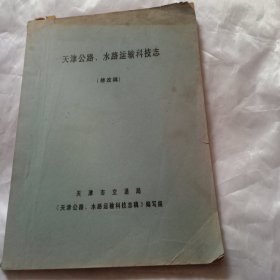 天津公路、水路运输科技志
(修改稿)
天津市交通局
《天津公路、水路运输科技志稿》编写组